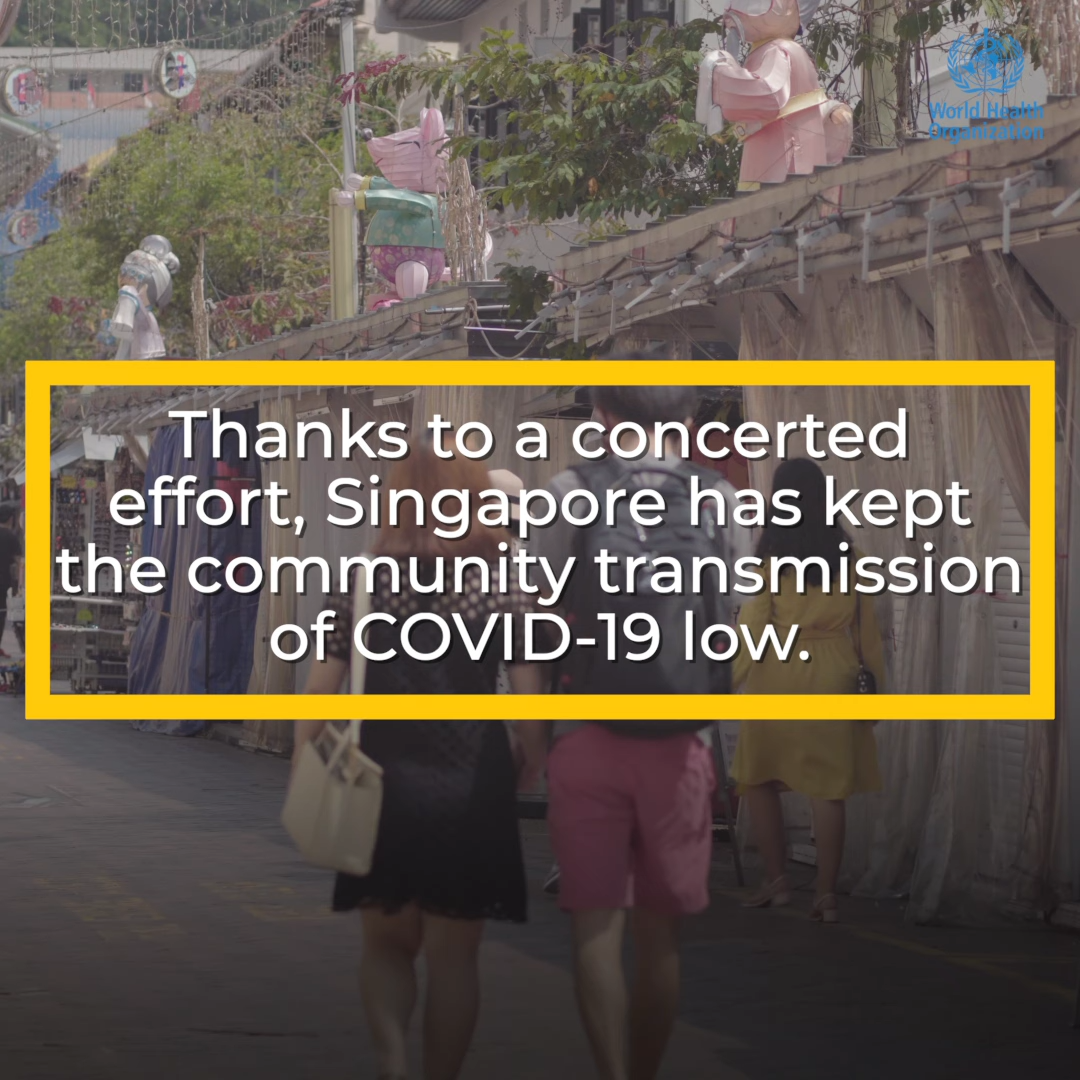 World Health
Organization
Thanks to a concerted
effort, Singapore has kept
the community transmission
of COVID-19 low.